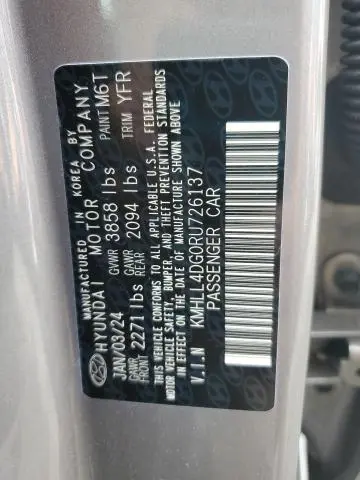 MANUFACTURED IN KOREA BY
HYUNDAI MOTOR COMPANY
JAN/03/24 GVWR 3858 lbs PAINT M6T
GAWR FRONT 2271 lbs GAWR REAR 2094 lbs TRIM YFR
THIS VEHICLE CONFORMS TO ALL APPLICABLE U.S.A. FEDERAL
MOTOR VEHICLE SAFETY, BUMPER, AND THEFT PREVENTION STANDARDS
IN EFFECT ON THE DATE OF MANUFACTURE SHOWN ABOVE.
V.I.N KMHLL4DG0RU726137
PASSENGER CAR